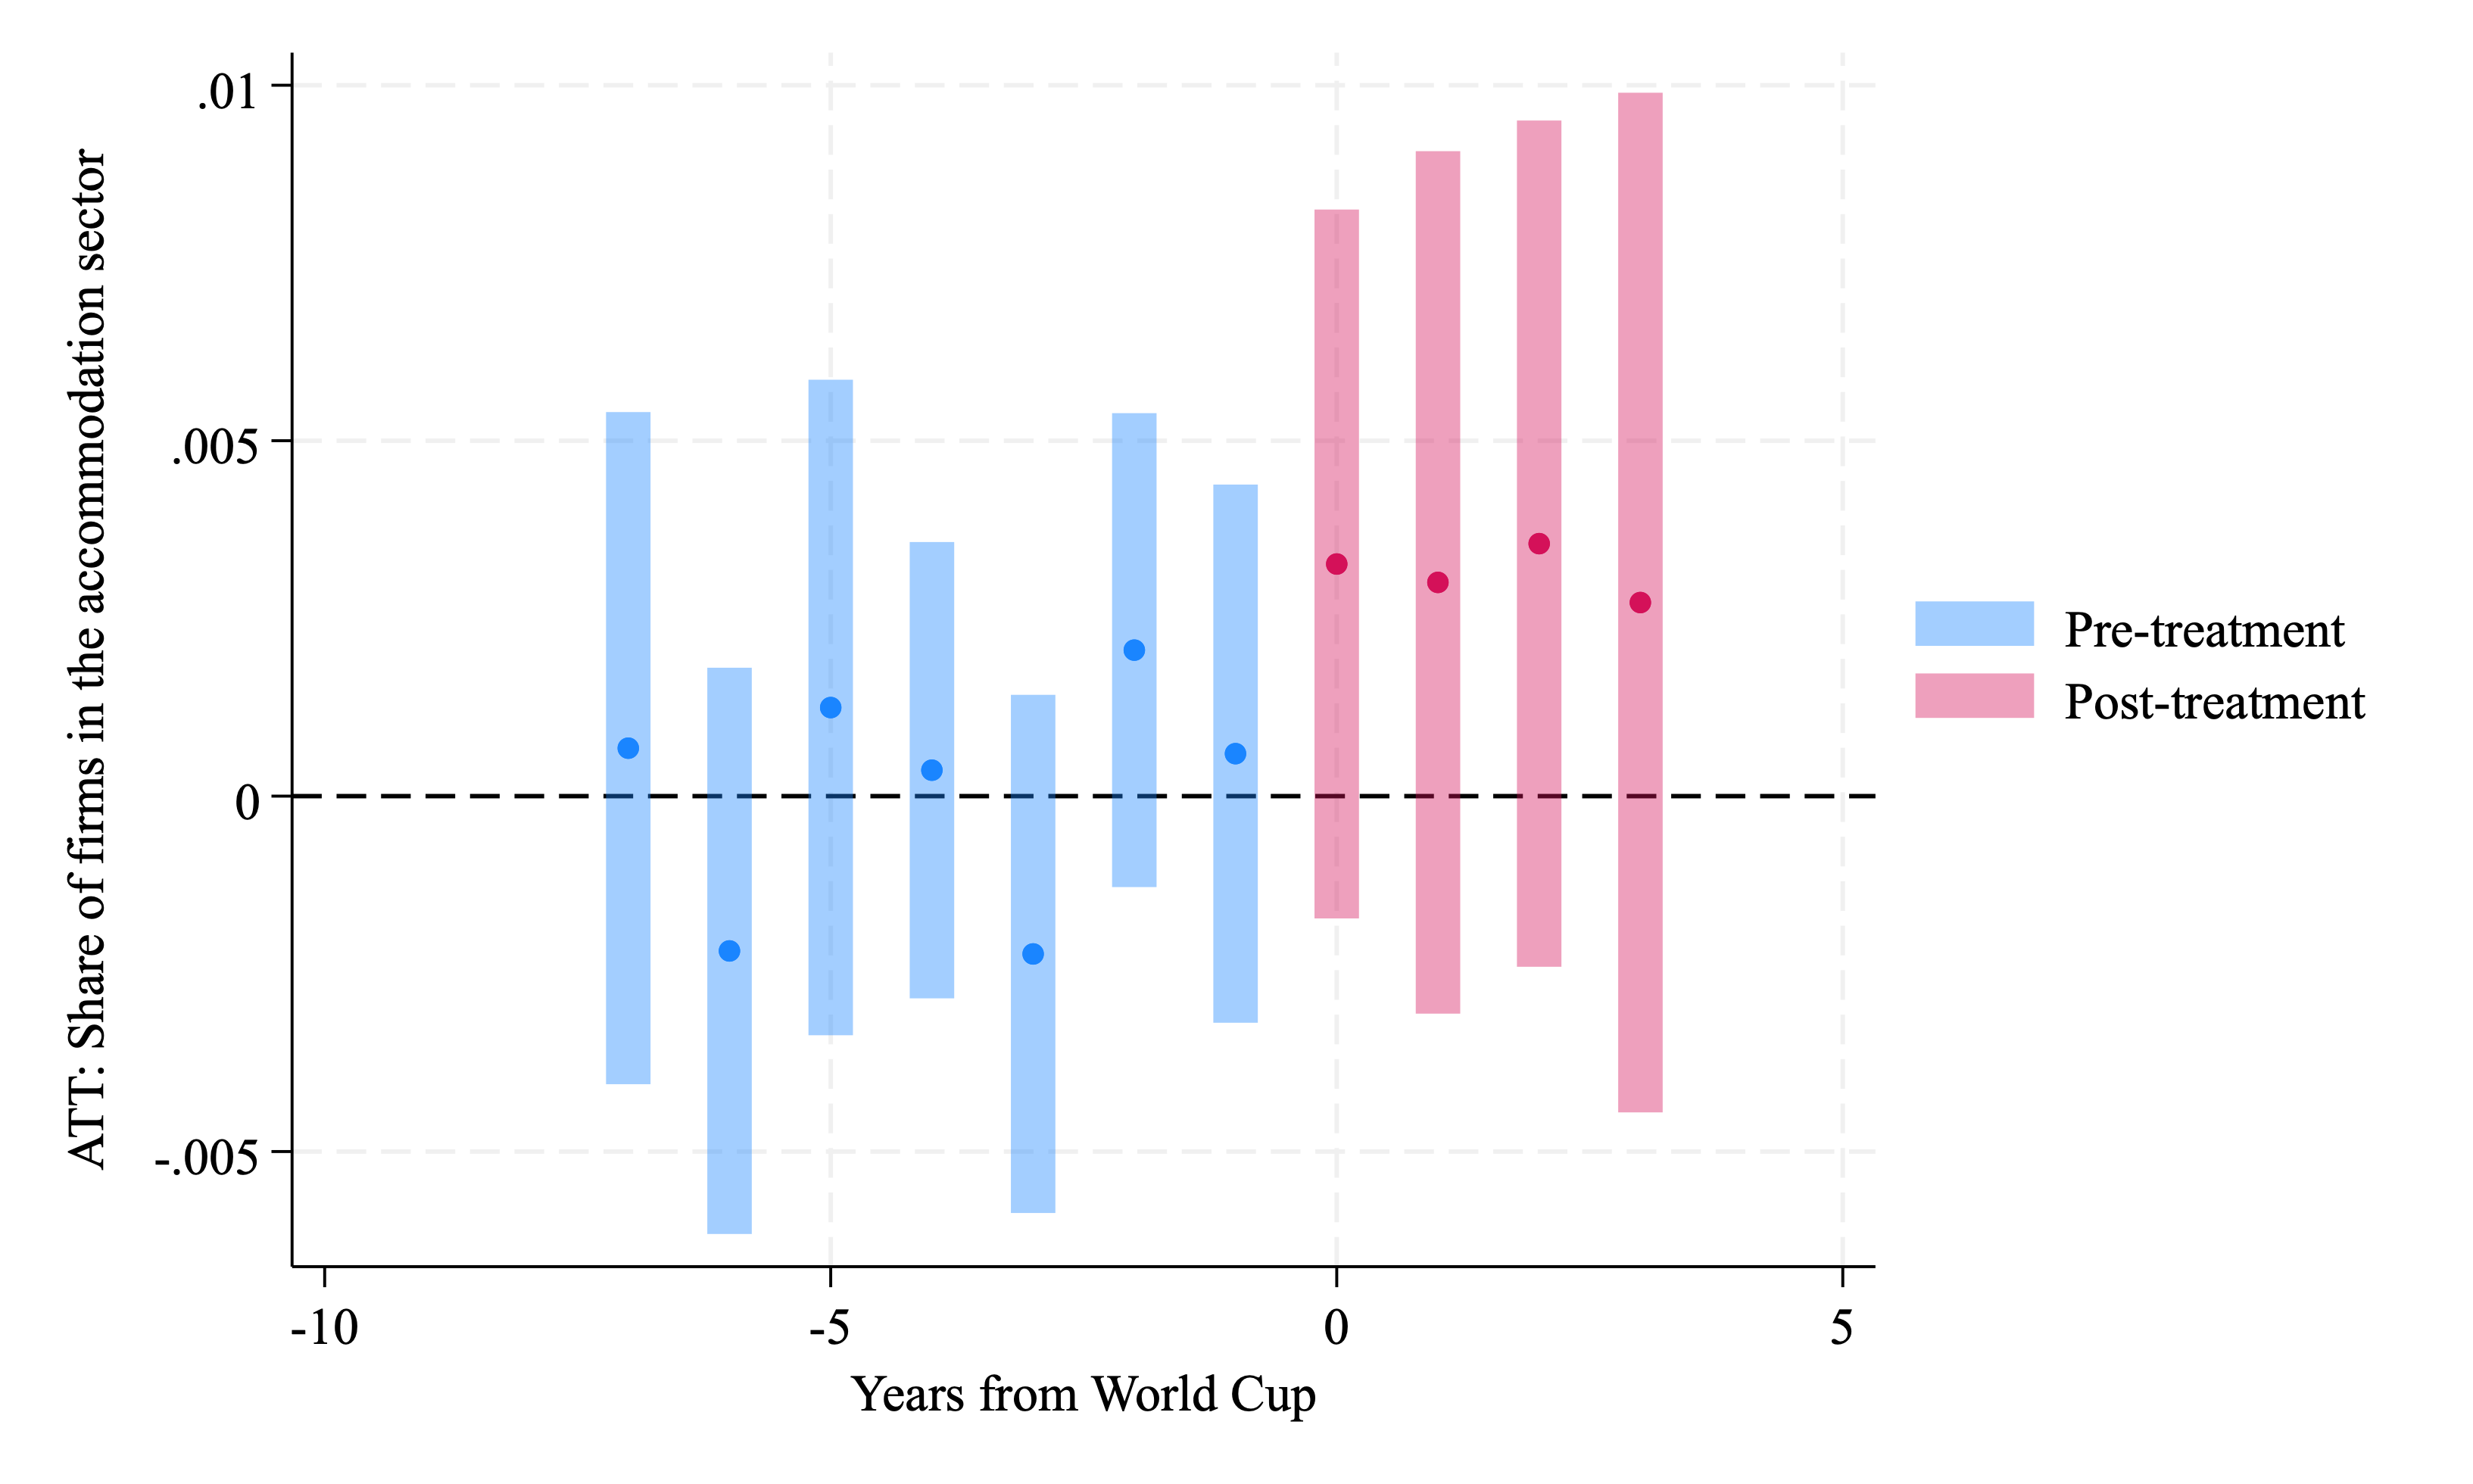 ATT: Share of firms in the accommodation sector
.01
.005
0
-.005
-10
-5
0
5
Years from World Cup
Pre-treatment
Post-treatment